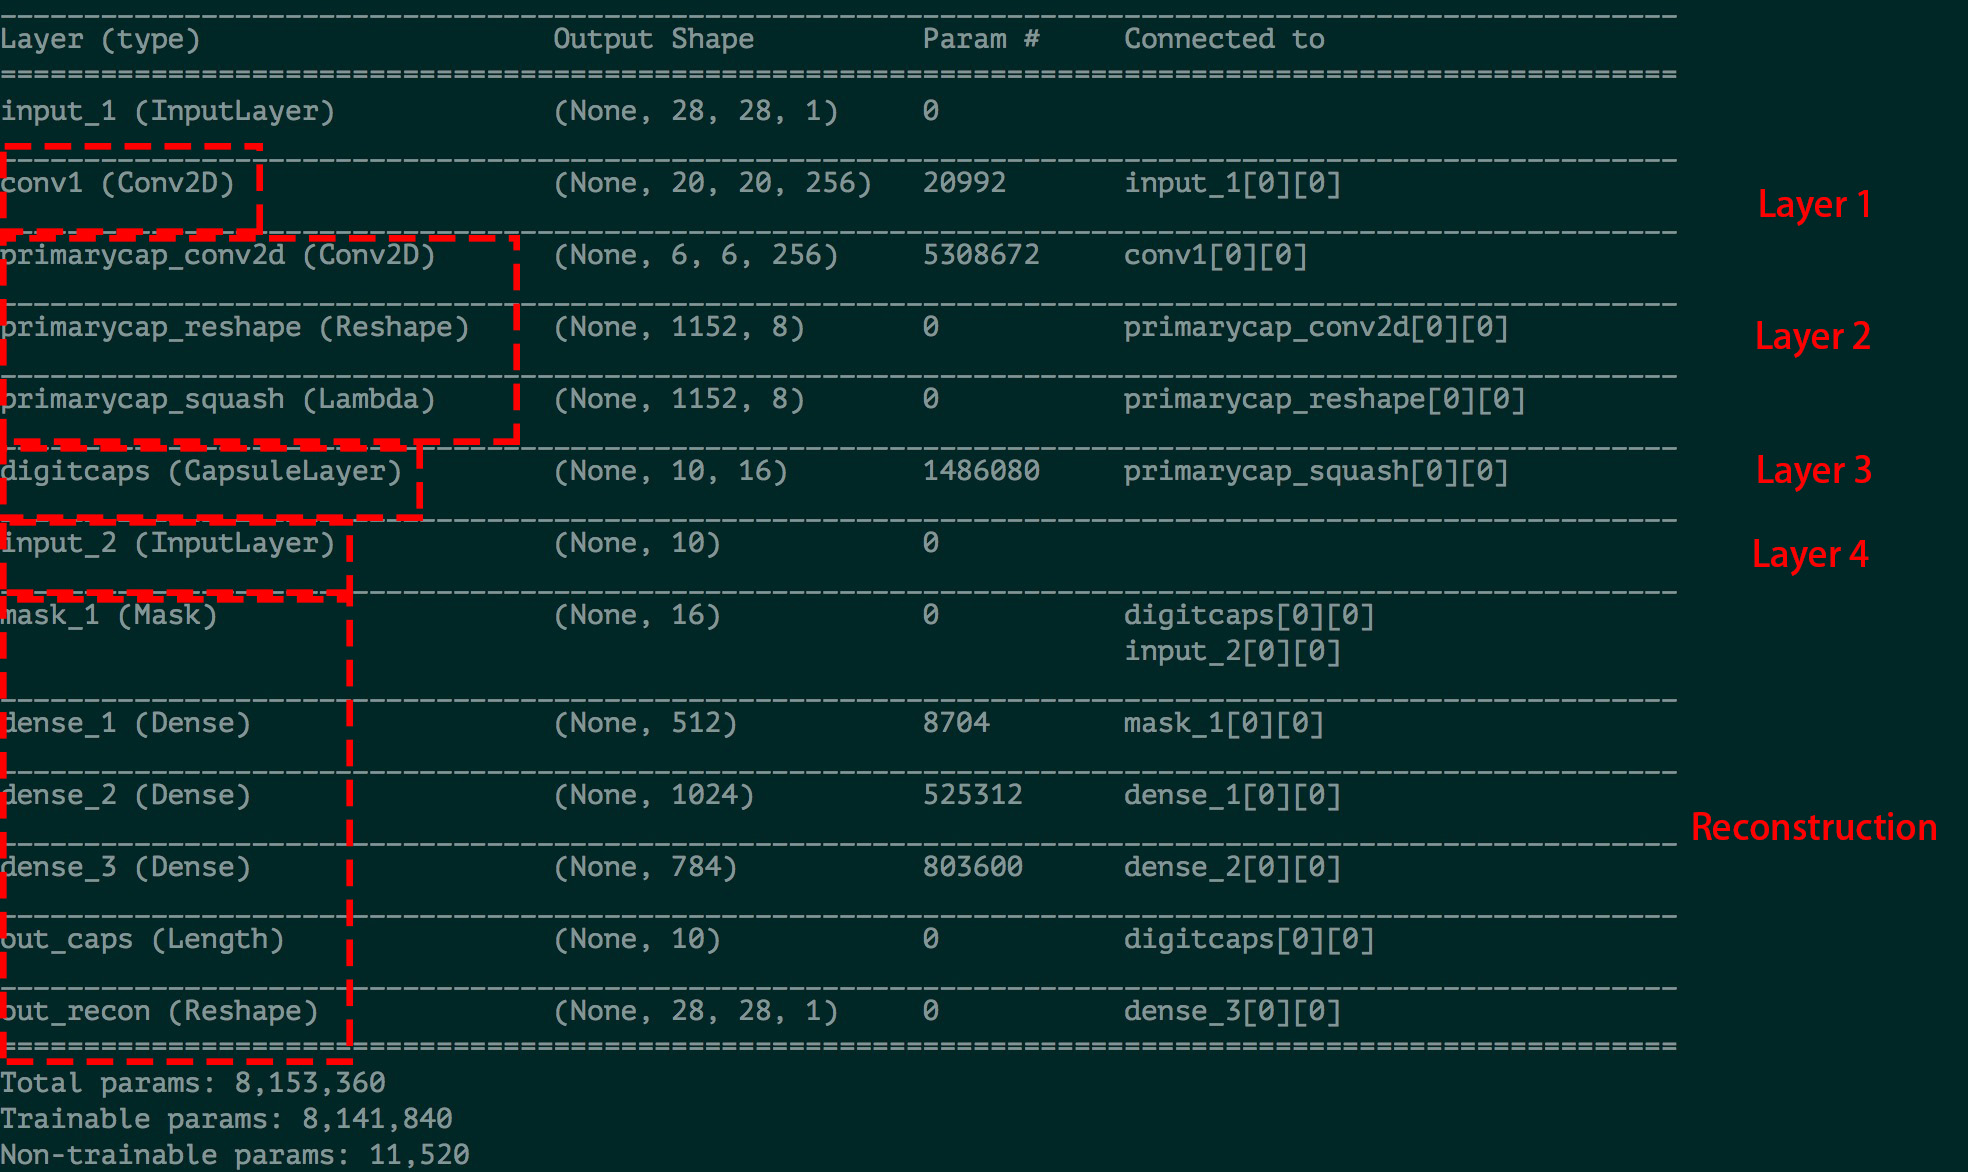 Layer (type) Output Shape Param # Connected to
input_1 (InputLayer) (None, 28, 28, 1) 0
conv1 (Conv2D) (None, 20, 20, 256) 20992 input_1[0][0]
Layer 1
primarycap_conv2d (Conv2D) (None, 6, 6, 256) 5308672 conv1[0][0]
primarycap_reshape (Reshape) (None, 1152, 8) 0 primarycap_conv2d[0][0]
Layer 2
primarycap_squash (Lambda) (None, 1152, 8) 0 primarycap_reshape[0][0]
digitcaps (CapsuleLayer) (None, 10, 16) 1486080 primarycap_squash[0][0]
Layer 3
input_2 (InputLayer) (None, 10) 0
Layer 4
mask_1 (Mask) (None, 16) 0 digitcaps[0][0]
input_2[0][0]
dense_1 (Dense) (None, 512) 8704 mask_1[0][0]
dense_2 (Dense) (None, 1024) 525312 dense_1[0][0]
Reconstruction
dense_3 (Dense) (None, 784) 803600 dense_2[0][0]
out_caps (Length) (None, 10) 0 digitcaps[0][0]
out_recon (Reshape) (None, 28, 28, 1) 0 dense_3[0][0]
Total params: 8,153,360
Trainable params: 8,141,840
Non-trainable params: 11,520